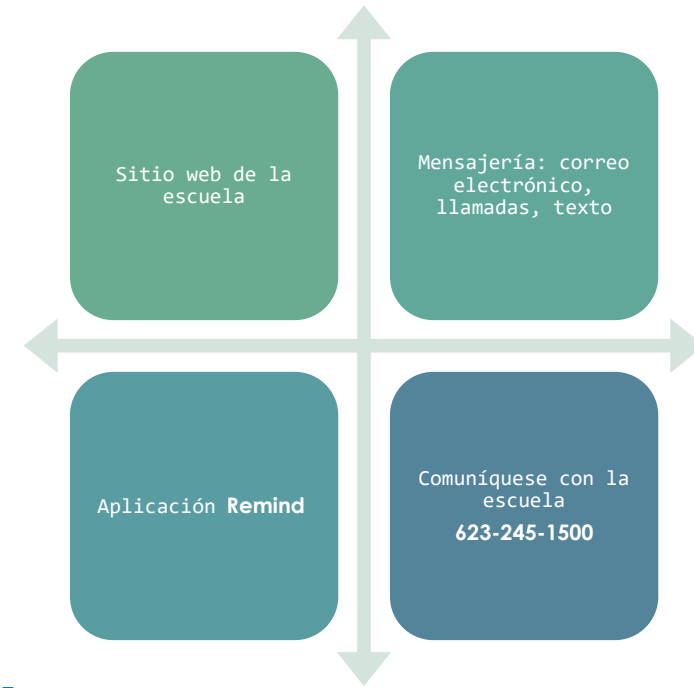 Sitio web de la
escuela
Mensajería: correo
electrónico,
llamadas, texto
Aplicación Remind
Comuníquese con la
escuela
623-245-1500